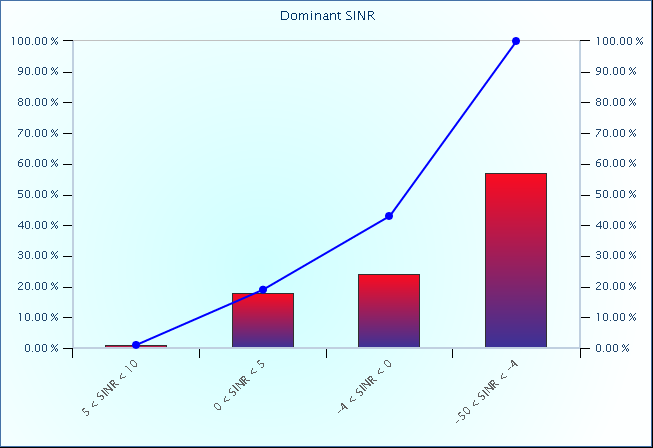 Dominant SINR
100.00 % 100.00 %
90.00 % 90.00 %
80.00 % 80.00 %
70.00 % 70.00 %
60.00 % 60.00 %
50.00 % 50.00 %
40.00 % 40.00 %
30.00 % 30.00 %
20.00 % 20.00 %
10.00 % 10.00 %
0.00 % 0.00 %
5 < SINR < 10
0 < SINR < 5
-4 < SINR < 0
-50 < SINR < -4